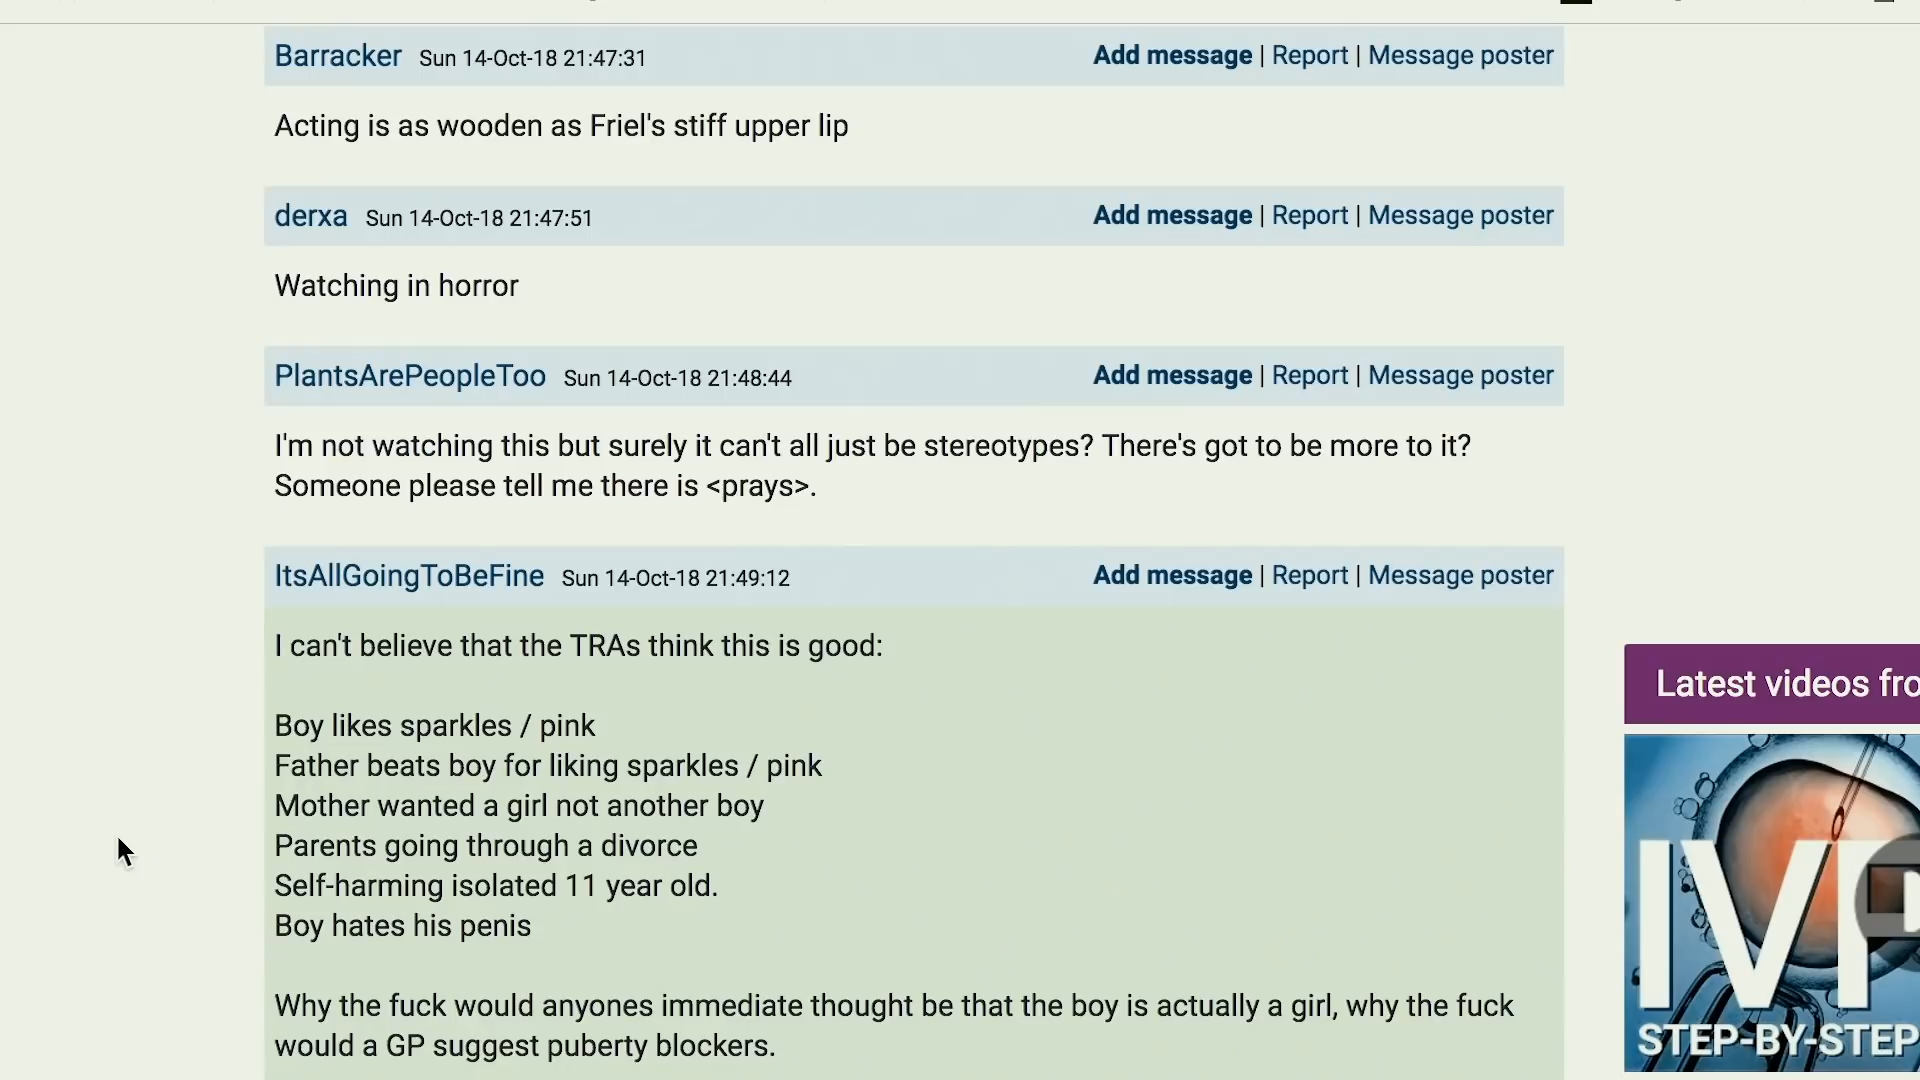 Barracker Sun 14-Oct-18 21:47:31 Add message | Report | Message poster
Acting is as wooden as Friel's stiff upper lip
derxa Sun 14-Oct-18 21:47:51 Add message | Report | Message poster
Watching in horror
PlantsArePeopleToo Sun 14-Oct-18 21:48:44 Add message | Report | Message poster
I'm not watching this but surely it can't all just be stereotypes? There's got to be more to it?
Someone please tell me there is <prays>.
ItsAllGoingToBeFine Sun 14-Oct-18 21:49:12 Add message | Report | Message poster
I can't believe that the TRAs think this is good:
Boy likes sparkles / pink
Father beats boy for liking sparkles / pink
Mother wanted a girl not another boy
Parents going through a divorce
Self-harming isolated 11 year old.
Boy hates his penis
Why the fuck would anyones immediate thought be that the boy is actually a girl, why the fuck
would a GP suggest puberty blockers.
Latest videos fro
IV
STEP-BY-STEP